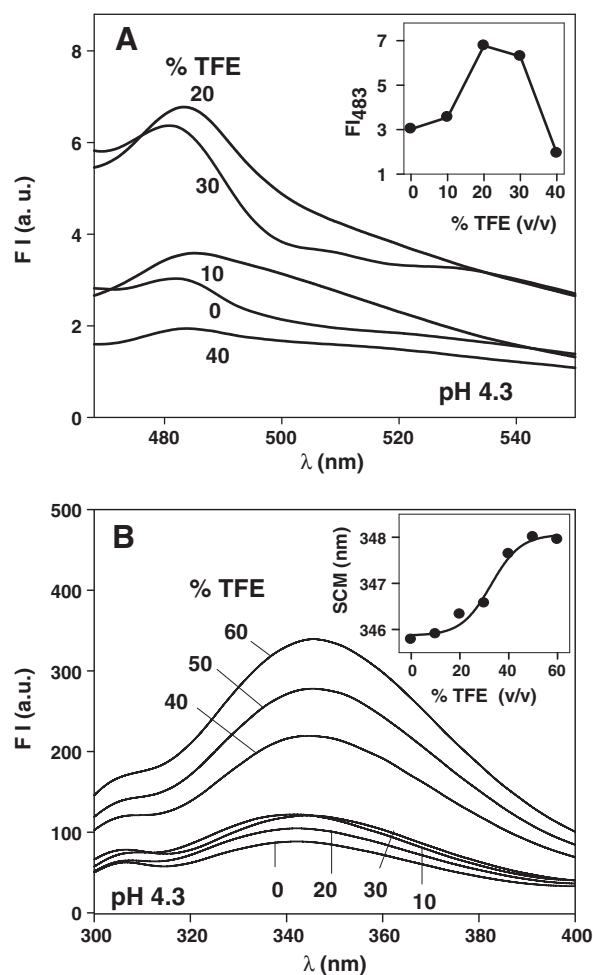 A
% TFE
20
30
10
0
40
pH 4.3
F I (a. u.)
8
6
4
2
0
480
500
520
540
λ (nm)
FI483
7
5
3
1
0 10 20 30 40
% TFE (v/v)
B
% TFE
60
50
40
0
20
30
10
pH 4.3
F I (a.u.)
500
400
300
200
100
0
300
320
340
360
380
400
λ (nm)
SCM (nm)
348
347
346
0 20 40 60
% TFE (v/v)